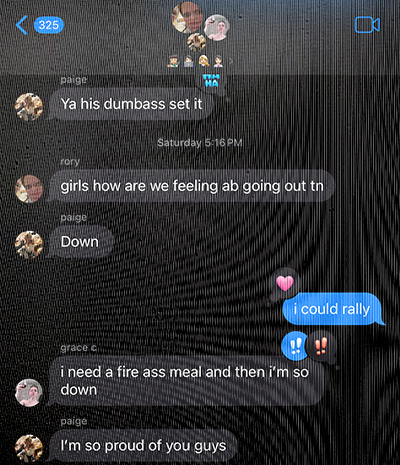 325
paige
HA
Ya his dumbass set it
Saturday 5:16 PM
rory
girls how are we feeling ab going out tn
paige
Down
i could rally
!!
!!
grace c
i need a fire ass meal and then i'm so
down
paige
I'm so proud of you guys